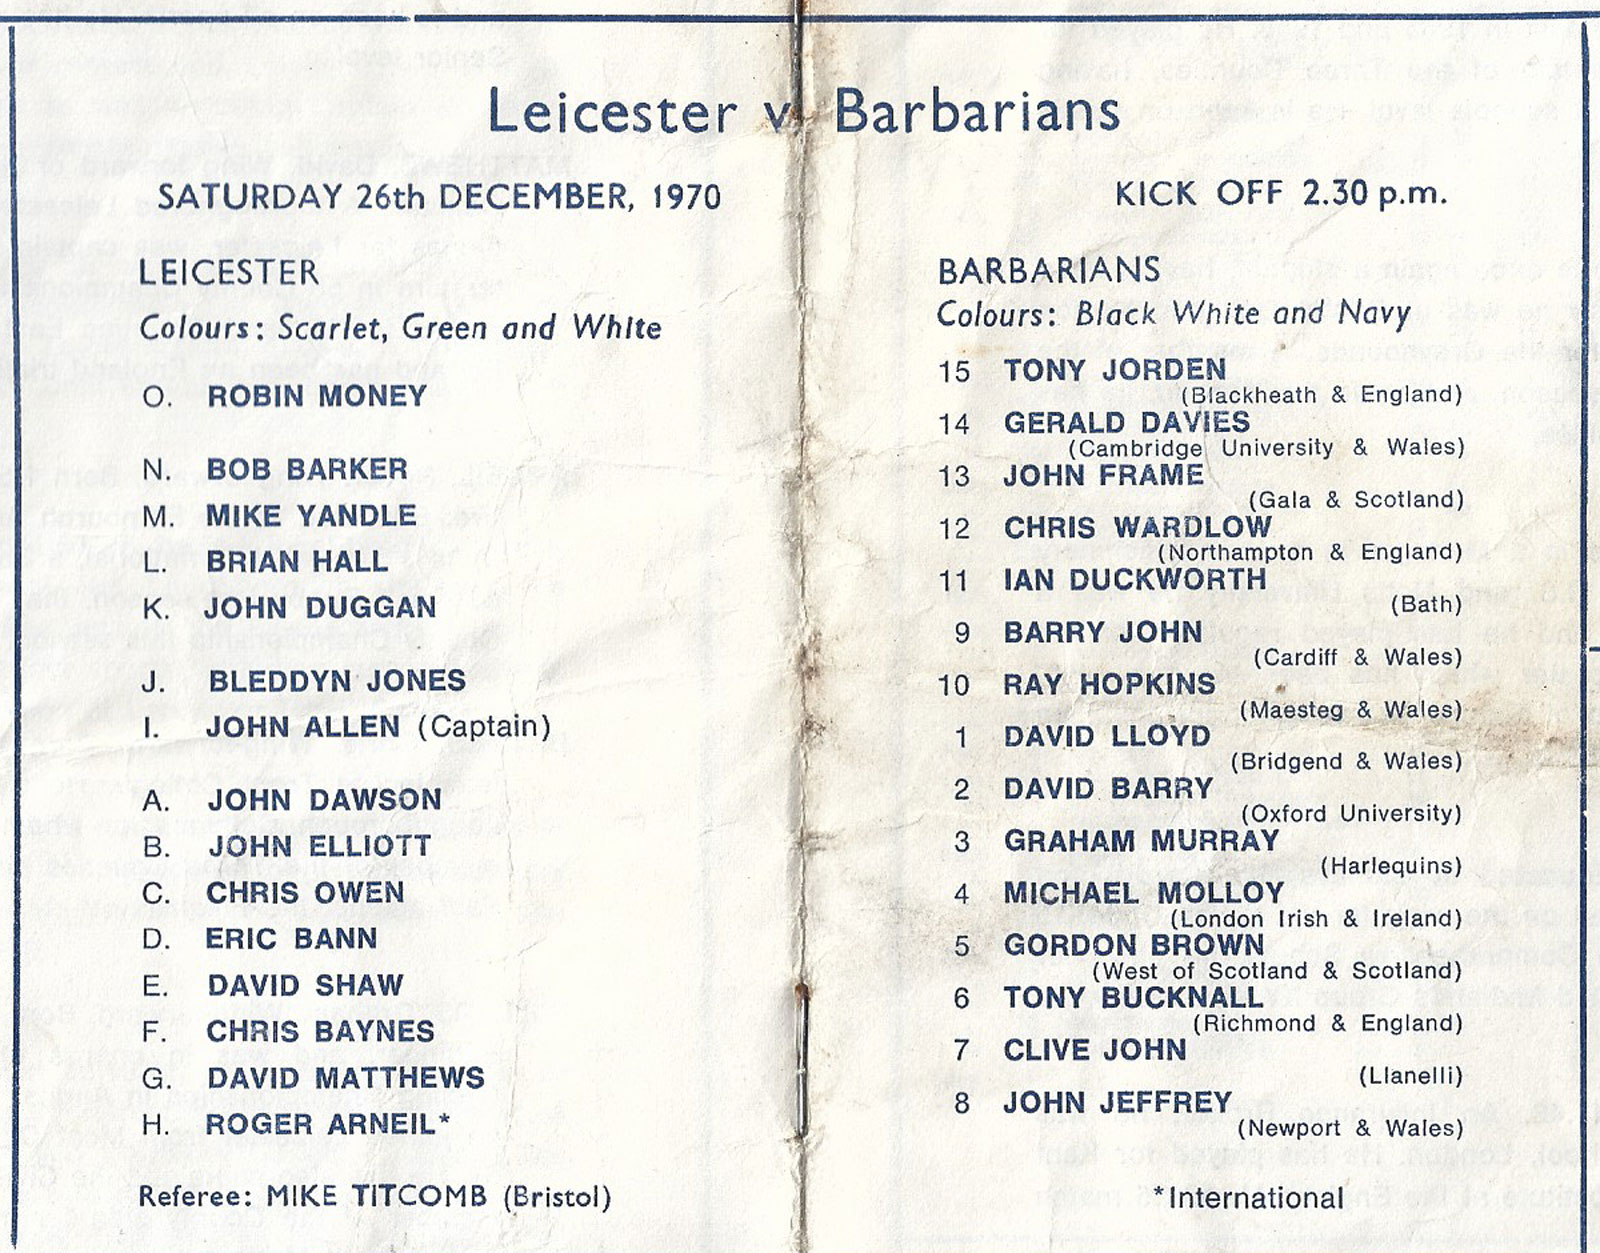 Leicester v Barbarians
SATURDAY 26th DECEMBER, 1970
KICK OFF 2.30 p.m.
LEICESTER
Colours: Scarlet, Green and White
O. ROBIN MONEY
N. BOB BARKER
M. MIKE YANDLE
L. BRIAN HALL
K. JOHN DUGGAN
J. BLEDDYN JONES
I. JOHN ALLEN (Captain)
A. JOHN DAWSON
B. JOHN ELLIOTT
C. CHRIS OWEN
D. ERIC BANN
E. DAVID SHAW
F. CHRIS BAYNES
G. DAVID MATTHEWS
H. ROGER ARNEIL*
Referee: MIKE TITCOMB (Bristol)
BARBARIANS
Colours: Black White and Navy
15 TONY JORDEN
(Blackheath & England)
14 GERALD DAVIES
(Cambridge University & Wales)
13 JOHN FRAME
(Gala & Scotland)
12 CHRIS WARDLOW
(Northampton & England)
11 IAN DUCKWORTH
(Bath)
9 BARRY JOHN
(Cardiff & Wales)
10 RAY HOPKINS
(Maesteg & Wales)
1 DAVID LLOYD
(Bridgend & Wales)
2 DAVID BARRY
(Oxford University)
3 GRAHAM MURRAY
(Harlequins)
4 MICHAEL MOLLOY
(London Irish & Ireland)
5 GORDON BROWN
(West of Scotland & Scotland)
6 TONY BUCKNALL
(Richmond & England)
7 CLIVE JOHN
(Llanelli)
8 JOHN JEFFREY
(Newport & Wales)
*International